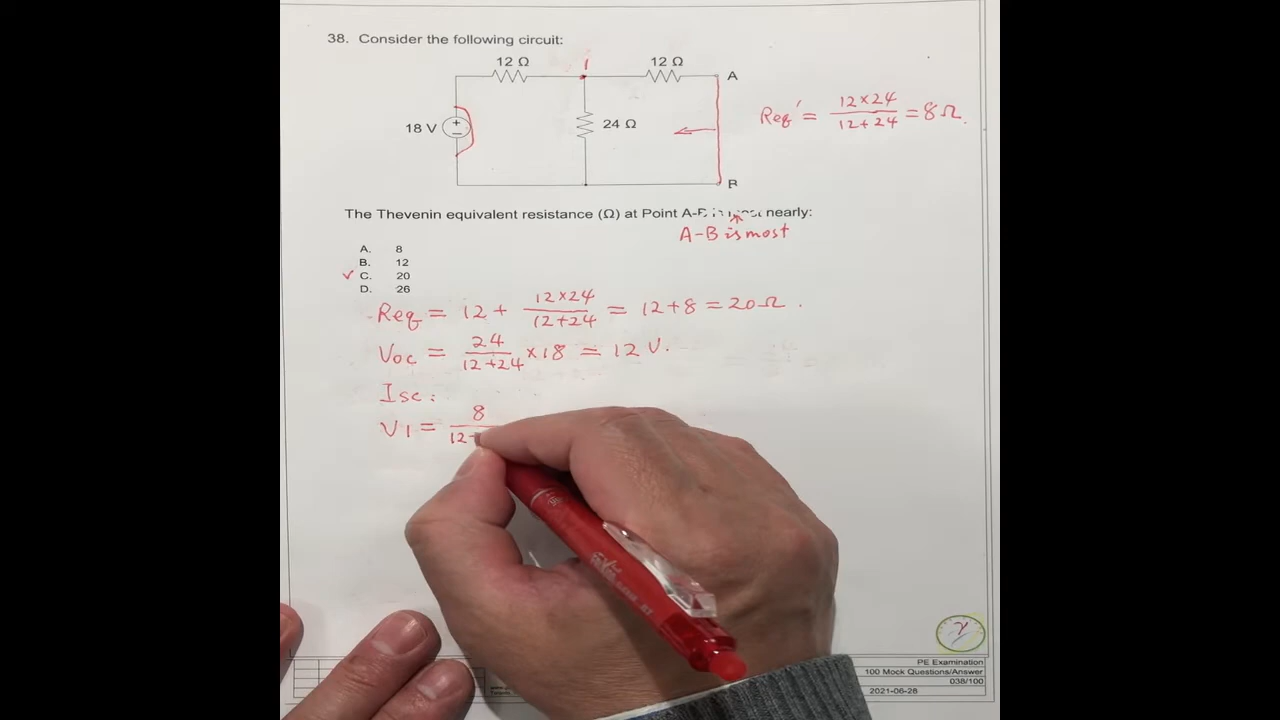 38. Consider the following circuit:
12 Ω
1
12 Ω
A
18 V
+
−
24 Ω
B
Req' = 12×24 / 12+24 = 8Ω.
The Thevenin equivalent resistance (Ω) at Point A-B nearly:
A-B is most
A. 8
B. 12
✓ C. 20
D. 26
Req = 12 + 12×24 / 12+24 = 12+8 = 20Ω.
Voc = 24 / 12+24 ×18 = 12 V.
Isc:
V1 = 8 / 12+
PE Examination
100 Mock Questions/Answer
038/100
2021-06-28